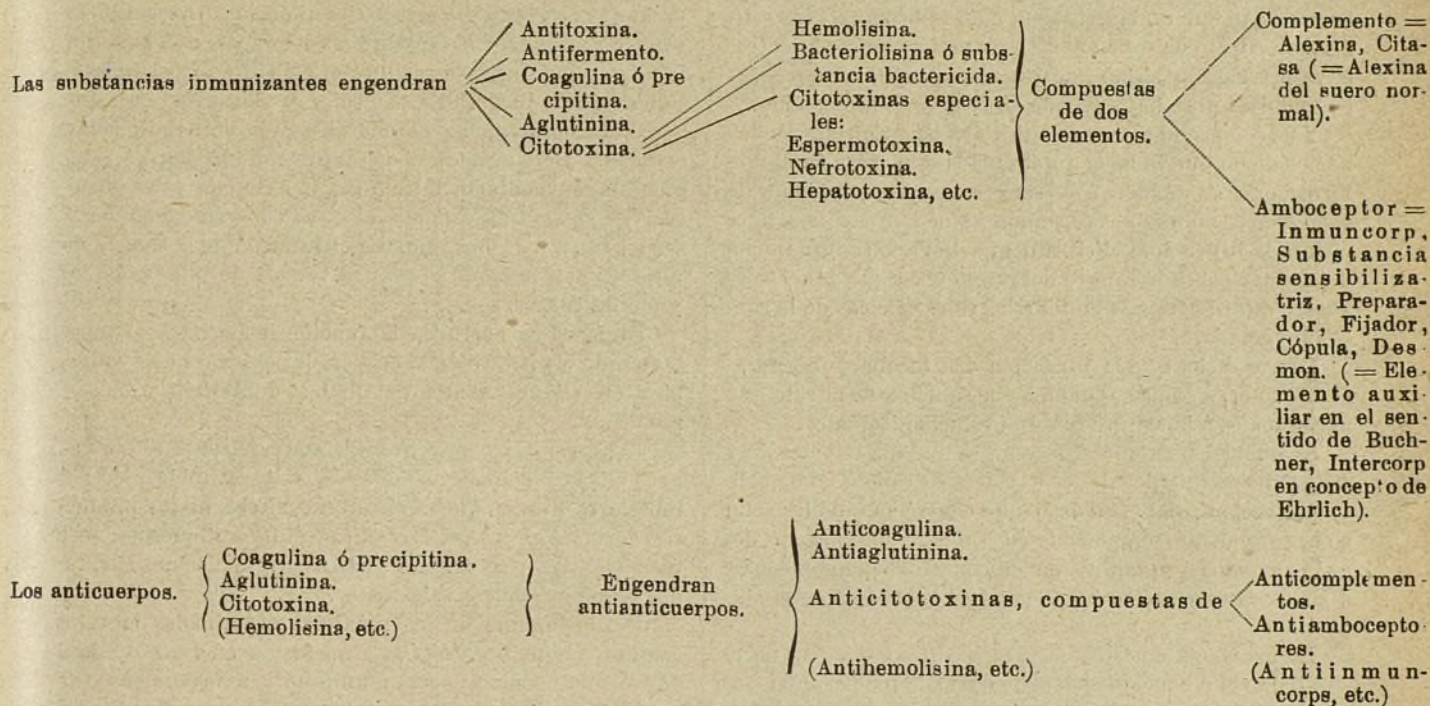 Las substancias inmunizantes engendran
Antitoxina.
Antifermento.
Coagulina ó pre
cipitina.
Aglutinina.
Citotoxina.
Hemolisina.
Bacteriolisina ó subs-
tancia bactericida.
Citotoxinas especia-
les:
Espermotoxina.
Nefrotoxina.
Hepatotoxina, etc.
Compuestas
de dos
elementos.
Complemento =
Alexina, Cita-
sa (=Alexina
del suero nor-
mal).
Amboceptor =
Inmuncorp,
Substancia
sensibiliza-
triz, Prepara-
dor, Fijador,
Cópula, Des-
mon. (= Ele-
mento auxi-
liar en el sen-
tido de Buch-
ner, Intercorp
en concepto de
Ehrlich).
Los anticuerpos.
Coagulina ó precipitina.
Aglutinina.
Citotoxina.
(Hemolisina, etc.)
Engendran
antianticuerpos.
Anticoagulina.
Antiaglutinina.
Anticitotoxinas, compuestas de
(Antihemolisina, etc.)
Anticomplemen-
tos.
Antiambocepto-
res.
(Antiinmun-
corps, etc.)